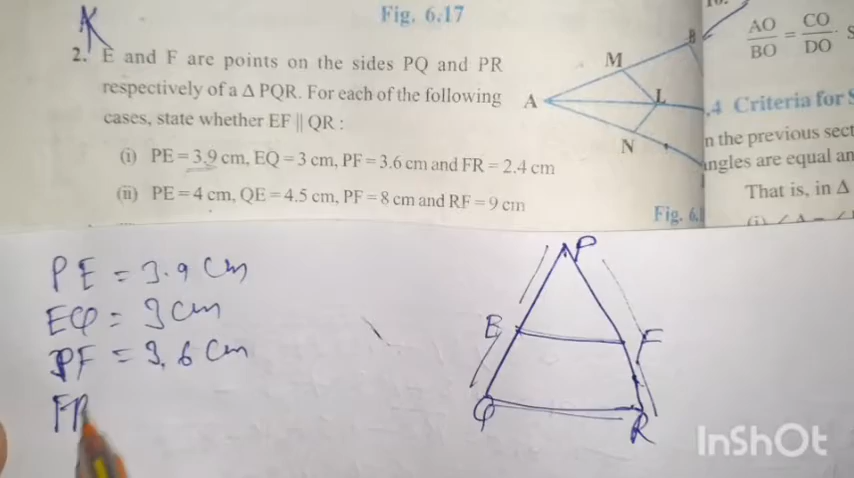 Fig. 6.17
2. E and F are points on the sides PQ and PR
respectively of a Δ PQR. For each of the following
cases, state whether EF || QR :
(i) PE = 3.9 cm, EQ = 3 cm, PF = 3.6 cm and FR = 2.4 cm
(ii) PE = 4 cm, QE = 4.5 cm, PF = 8 cm and RF = 9 cm
A
M
B
L
N
Fig. 6.
AO/BO = CO/DO . S
.4 Criteria for S
n the previous sect
ngles are equal an
That is, in Δ
PE = 3.9 cm
EQ = 3 cm
PF = 3.6 cm
FR
P
E
F
Q
R
InShOt